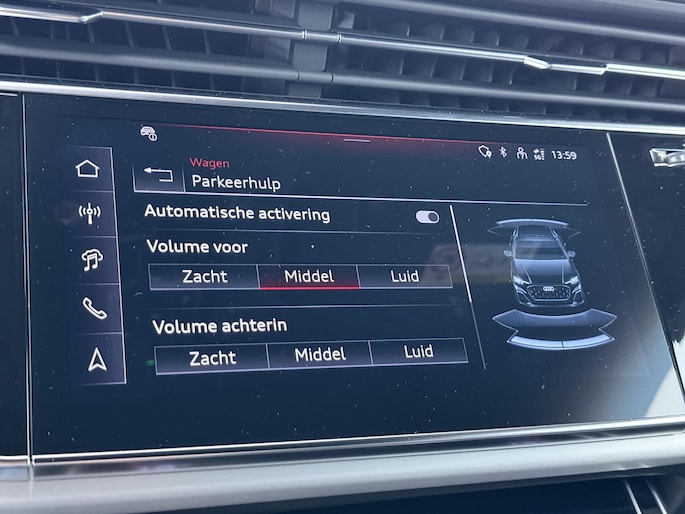 13:59
Wagen
Parkeerhulp
Automatische activering
Volume voor
Zacht Middel Luid
Volume achterin
Zacht Middel Luid